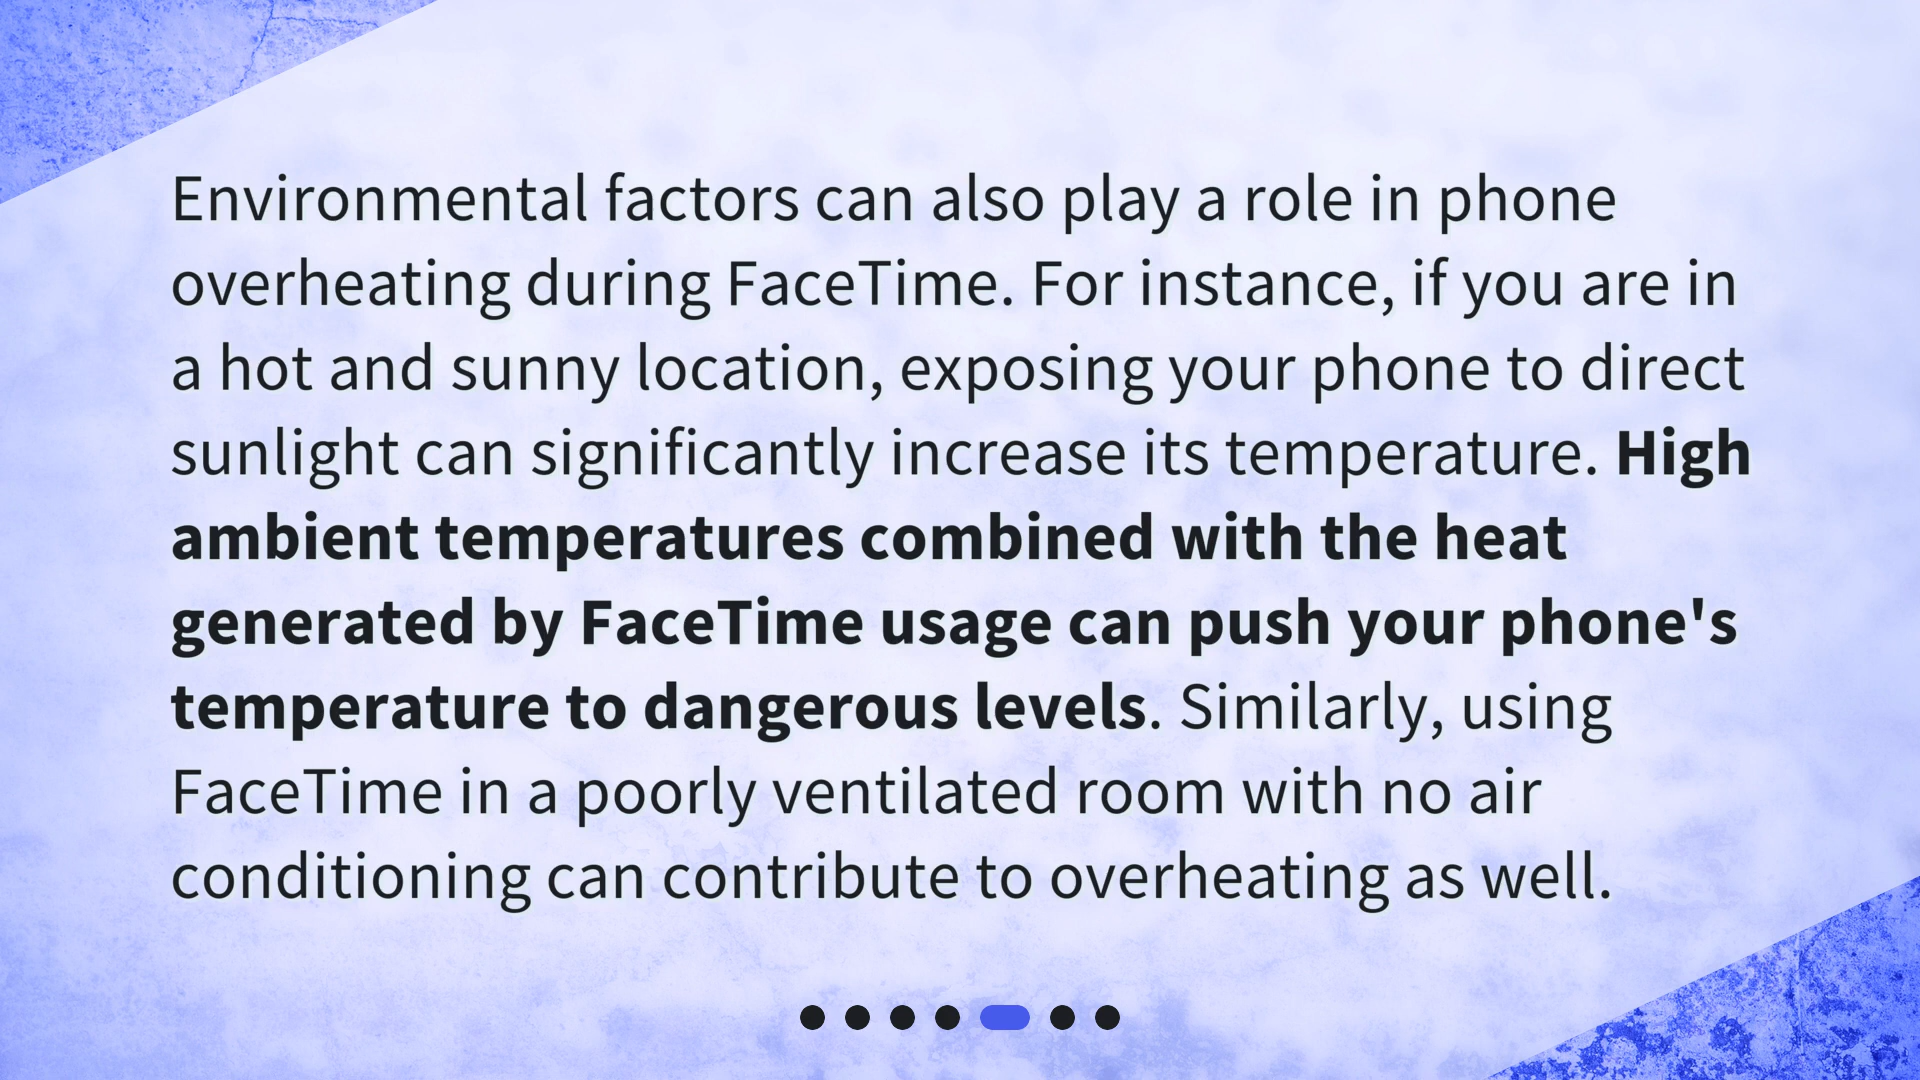 Environmental factors can also play a role in phone
overheating during FaceTime. For instance, if you are in
a hot and sunny location, exposing your phone to direct
sunlight can significantly increase its temperature. High
ambient temperatures combined with the heat
generated by FaceTime usage can push your phone's
temperature to dangerous levels. Similarly, using
FaceTime in a poorly ventilated room with no air
conditioning can contribute to overheating as well.